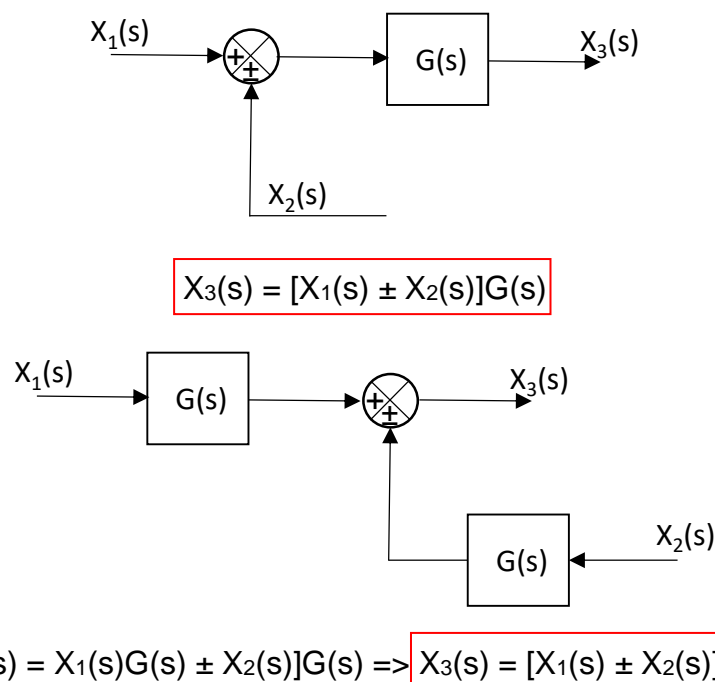 X₁(s)
+
±
G(s)
X₃(s)
X₂(s)
X₃(s) = [X₁(s) ± X₂(s)]G(s)
X₁(s)
G(s)
+
±
X₃(s)
G(s)
X₂(s)
s) = X₁(s)G(s) ± X₂(s)]G(s) => X₃(s) = [X₁(s) ± X₂(s)]